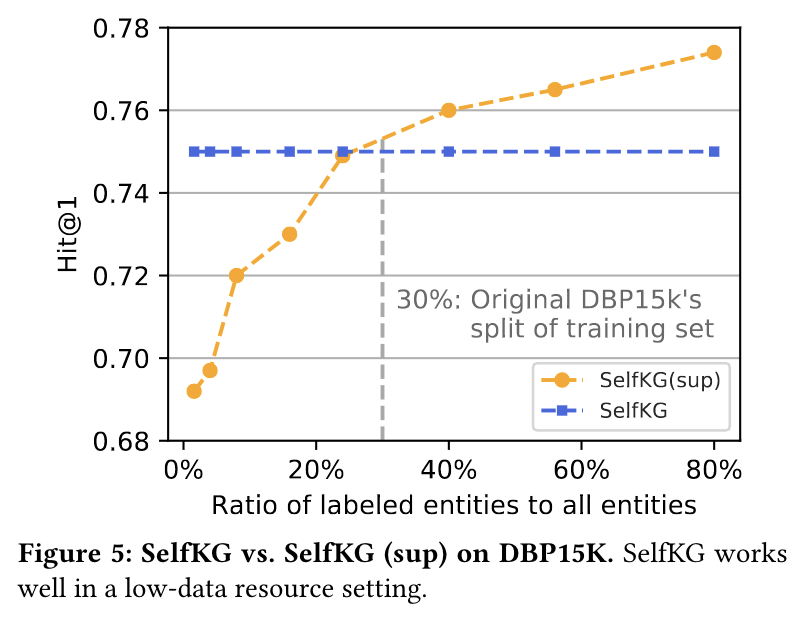 0.78
0.76
0.74
0.72
0.70
0.68
Hit@1
30%: Original DBP15k's
split of training set
SelfKG(sup)
SelfKG
0% 20% 40% 60% 80%
Ratio of labeled entities to all entities
Figure 5: SelfKG vs. SelfKG (sup) on DBP15K. SelfKG works
well in a low-data resource setting.